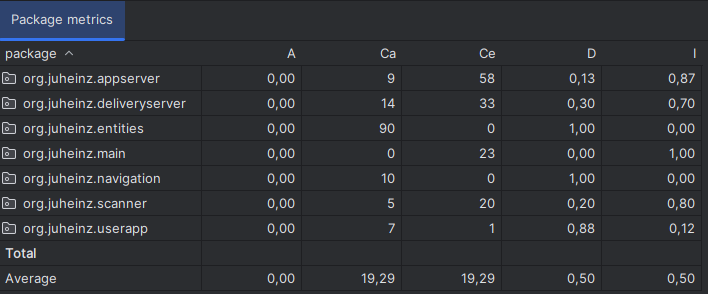 Package metrics
package A Ca Ce D I
org.juheinz.appserver 0,00 9 58 0,13 0,87
org.juheinz.deliveryserver 0,00 14 33 0,30 0,70
org.juheinz.entities 0,00 90 0 1,00 0,00
org.juheinz.main 0,00 0 23 0,00 1,00
org.juheinz.navigation 0,00 10 0 1,00 0,00
org.juheinz.scanner 0,00 5 20 0,20 0,80
org.juheinz.userapp 0,00 7 1 0,88 0,12
Total
Average 0,00 19,29 19,29 0,50 0,50